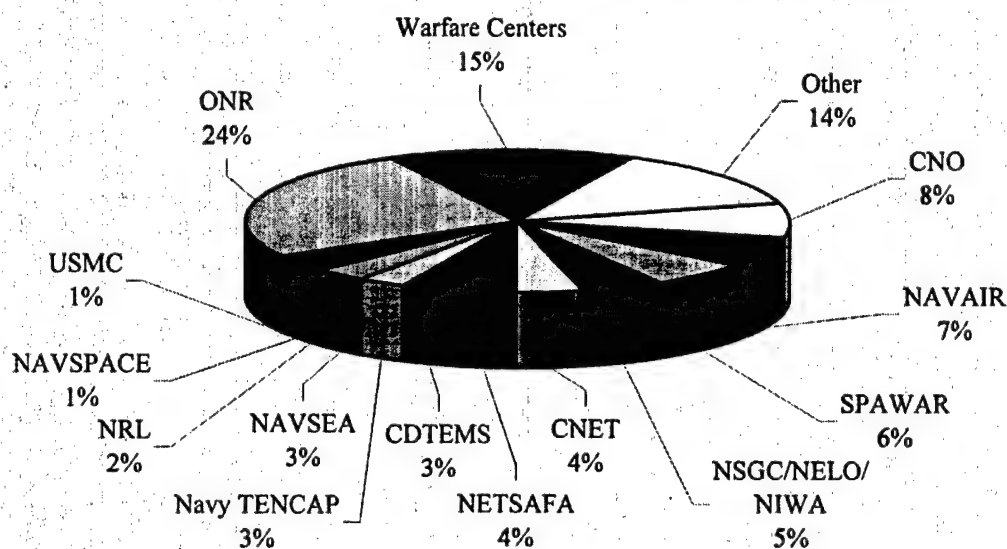 Warfare Centers
15%
Other
14%
ONR
24%
CNO
8%
USMC
1%
NAVAIR
7%
NAVSPACE
1%
SPAWAR
6%
NRL
2%
NAVSEA
3%
CDTEMS
3%
CNET
4%
NSGC/NELO/
NIWA
5%
Navy TENCAP
3%
NETSAFA
4%